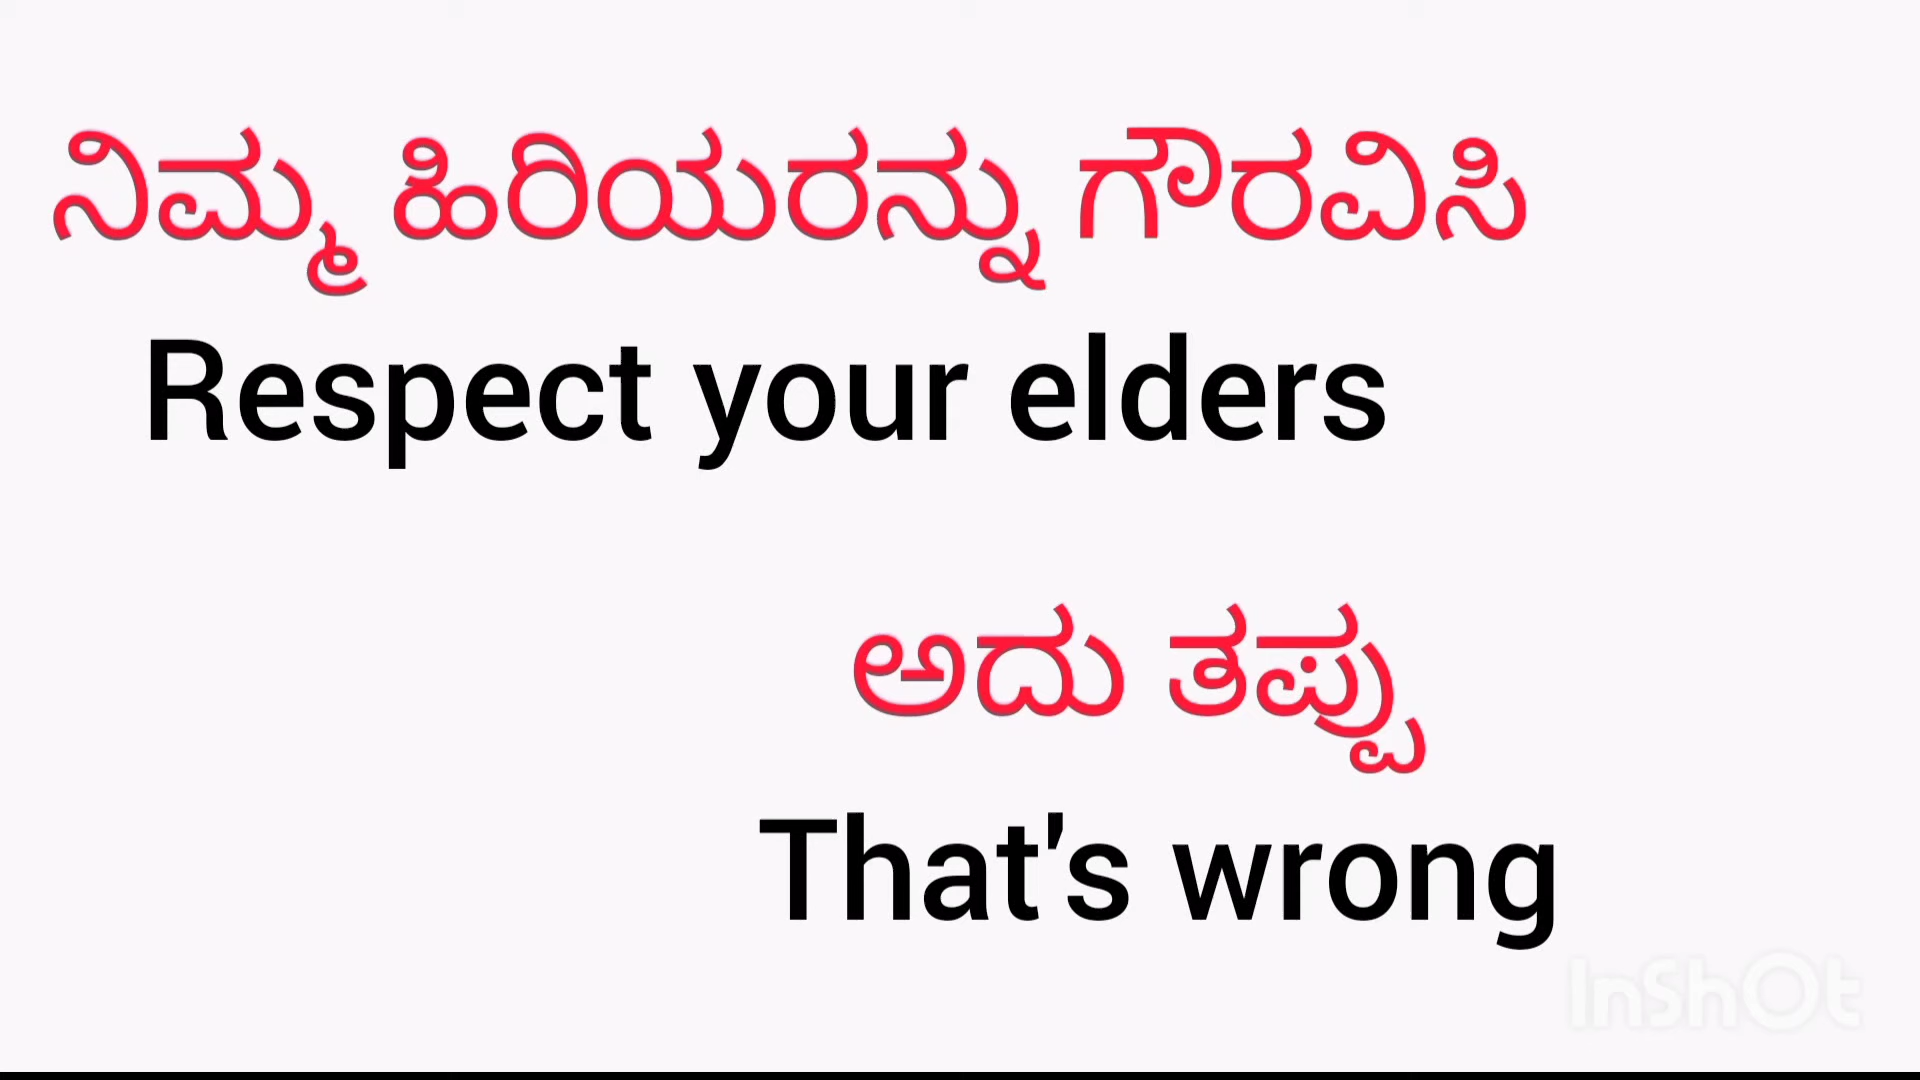 ನಿಮ್ಮ ಹಿರಿಯರನ್ನು ಗೌರವಿಸಿ
Respect your elders
ಅದು ತಪ್ಪು
That's wrong
InShOt